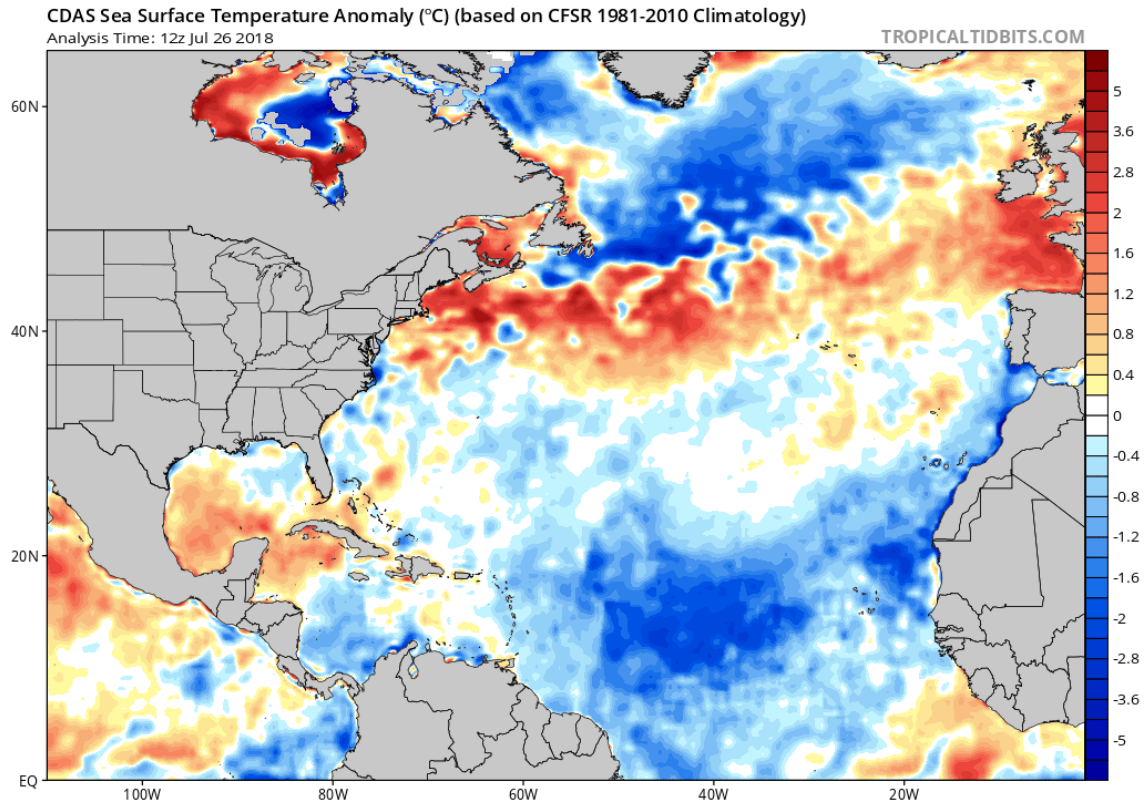 CDAS Sea Surface Temperature Anomaly (°C) (based on CFSR 1981-2010 Climatology)
Analysis Time: 12z Jul 26 2018
TROPICALTIDBITS.COM
60N
40N
20N
EQ
100W
80W
60W
40W
20W
5
3.6
2.8
2
1.6
1.2
0.8
0.4
0
-0.4
-0.8
-1.2
-1.6
-2
-2.8
-3.6
-5